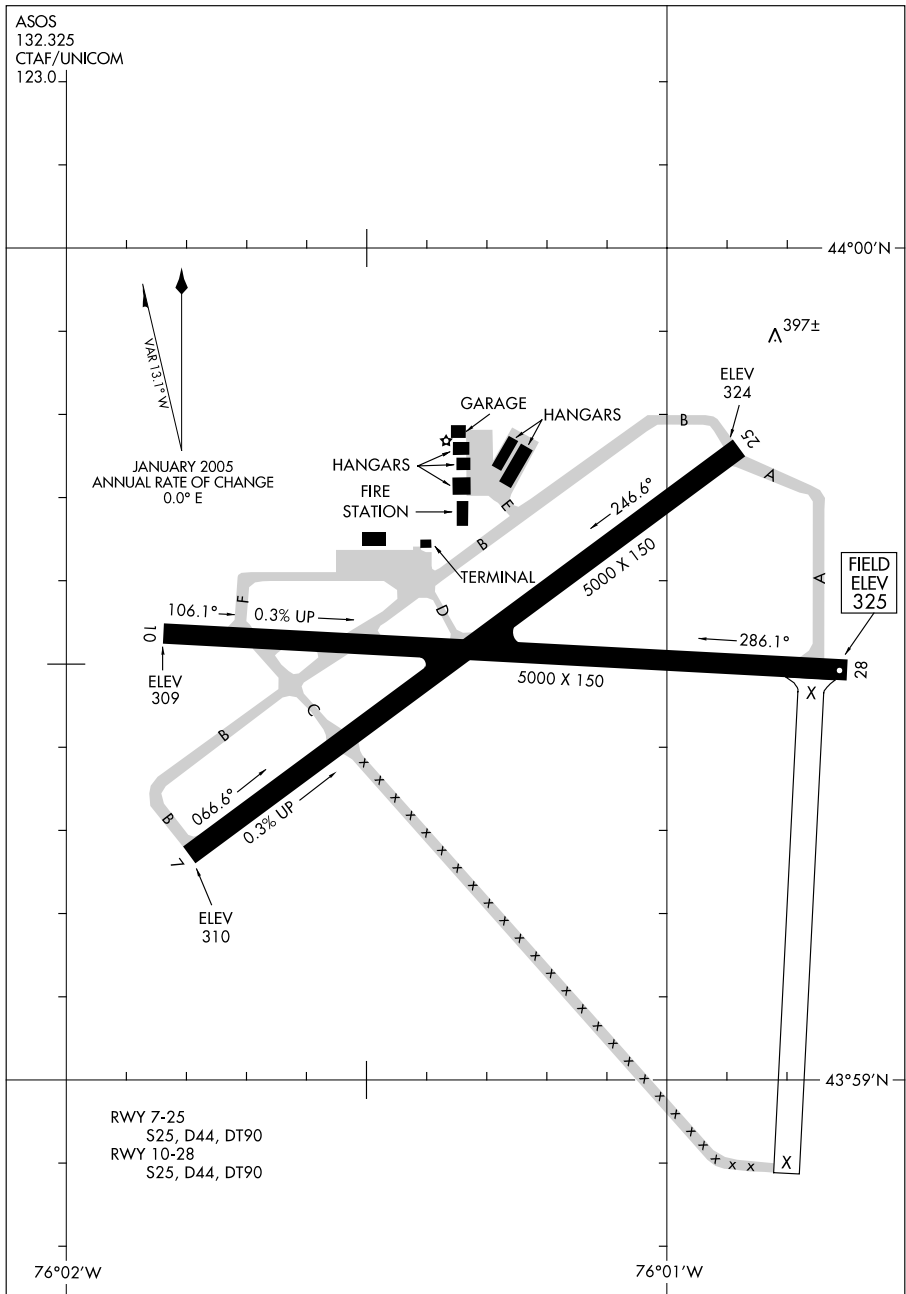 ASOS
132.325
CTAF/UNICOM
123.0
44°00'N
397±
VAR 13.1° W
JANUARY 2005
ANNUAL RATE OF CHANGE
0.0° E
ELEV
324
GARAGE
HANGARS
B
25
HANGARS
A
FIRE
STATION
E
246.6°
B
5000 X 150
TERMINAL
A
FIELD
ELEV
325
F
D
106.1°
0.3% UP
10
286.1°
28
5000 X 150
ELEV
309
X
C
B
066.6°
0.3% UP
B
7
x x x x x x x x x x x x x x x x x x x x x x x x x
ELEV
310
43°59'N
RWY 7-25
S25, D44, DT90
RWY 10-28
S25, D44, DT90
X
76°02'W
76°01'W